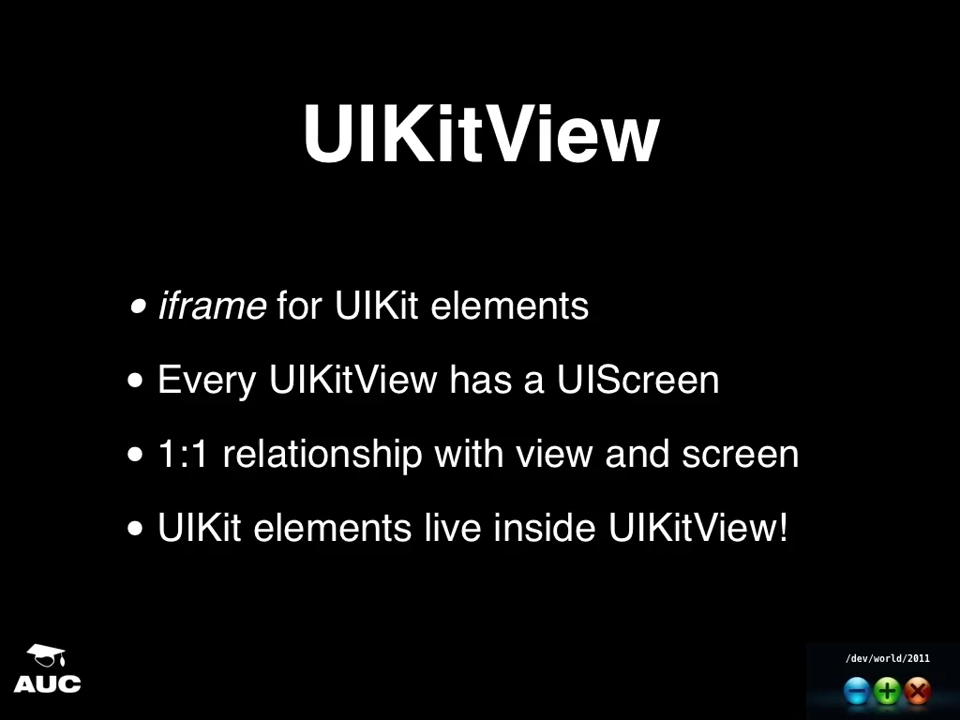 UIKitView
• iframe for UIKit elements
• Every UIKitView has a UIScreen
• 1:1 relationship with view and screen
• UIKit elements live inside UIKitView!
AUC
/dev/world/2011